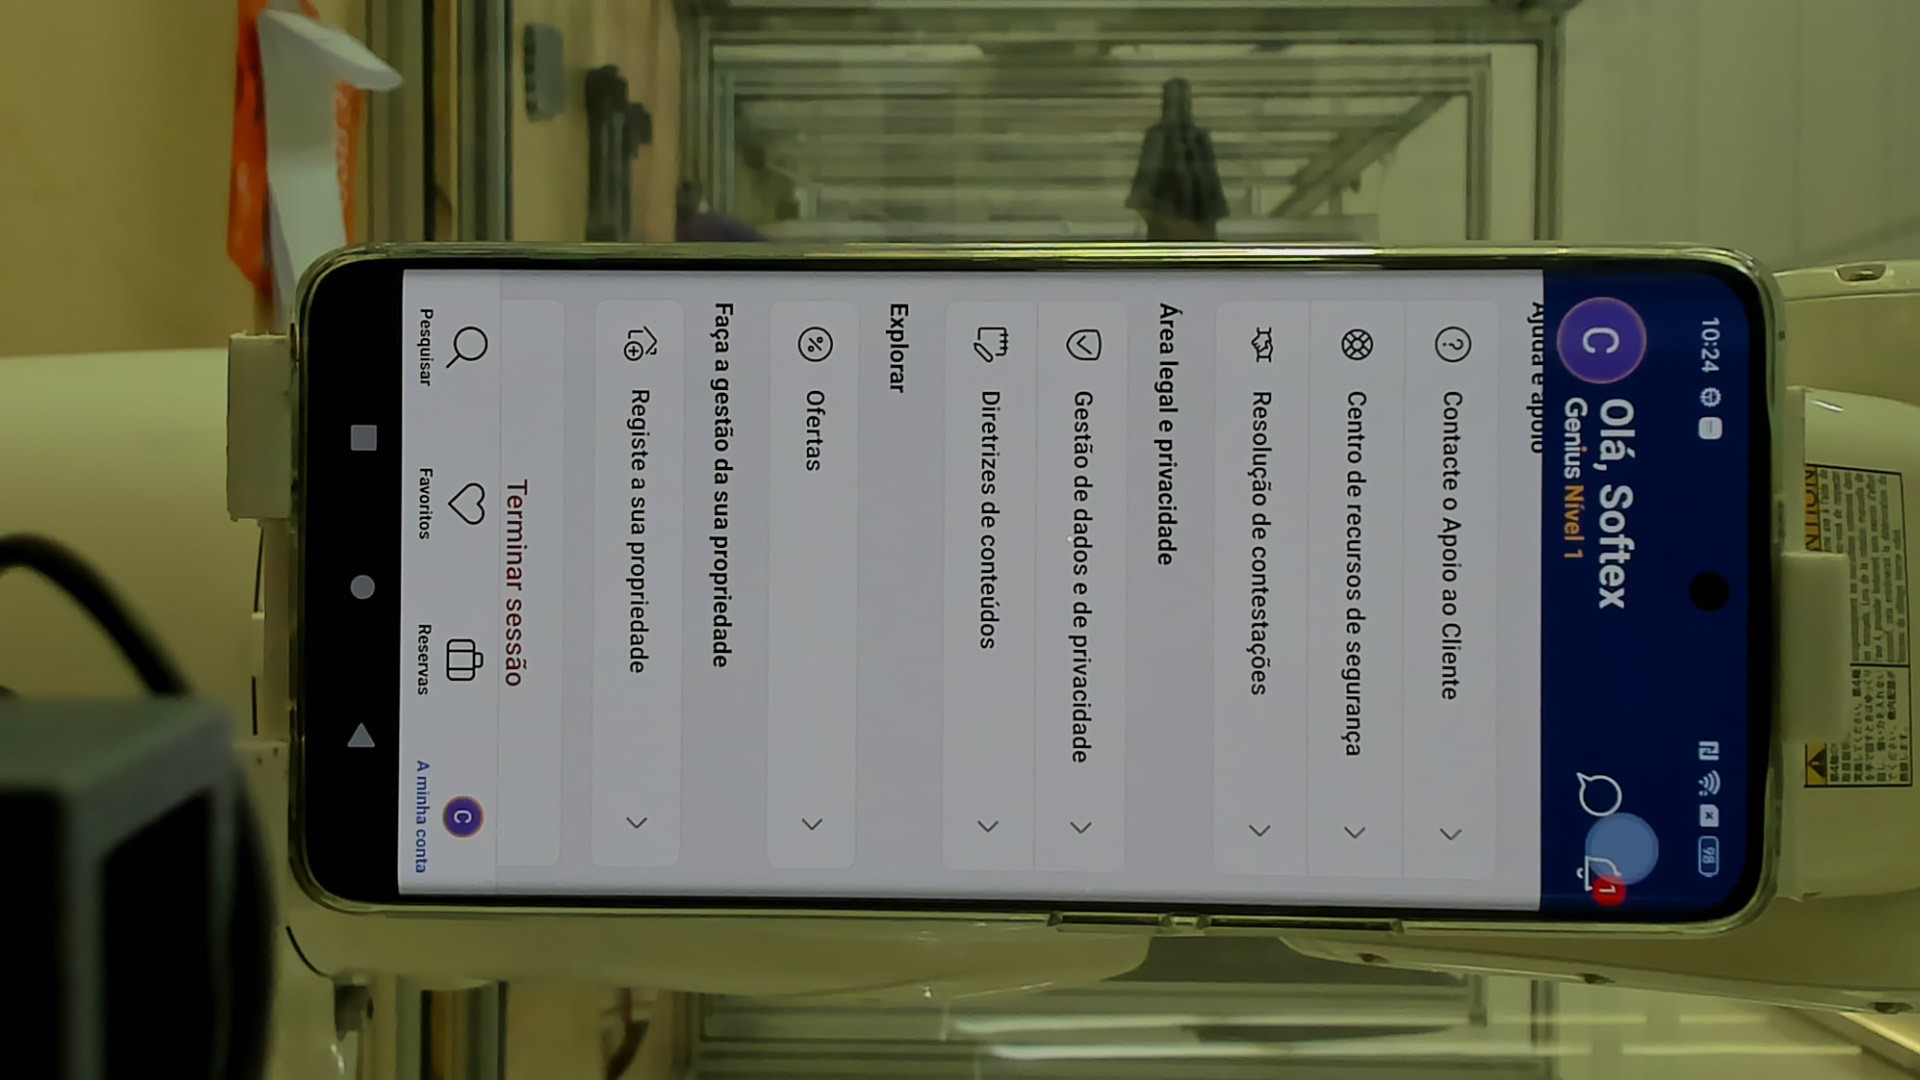 10:24
98
C
Olá, Softex
Genius Nível 1
1
Ajuda e apoio
Contacte o Apoio ao Cliente
Centro de recursos de segurança
Resolução de contestações
Área legal e privacidade
Gestão de dados e de privacidade
Diretrizes de conteúdos
Explorar
Ofertas
Faça a gestão da sua propriedade
Registe a sua propriedade
Terminar sessão
C
Pesquisar Favoritos Reservas A minha conta